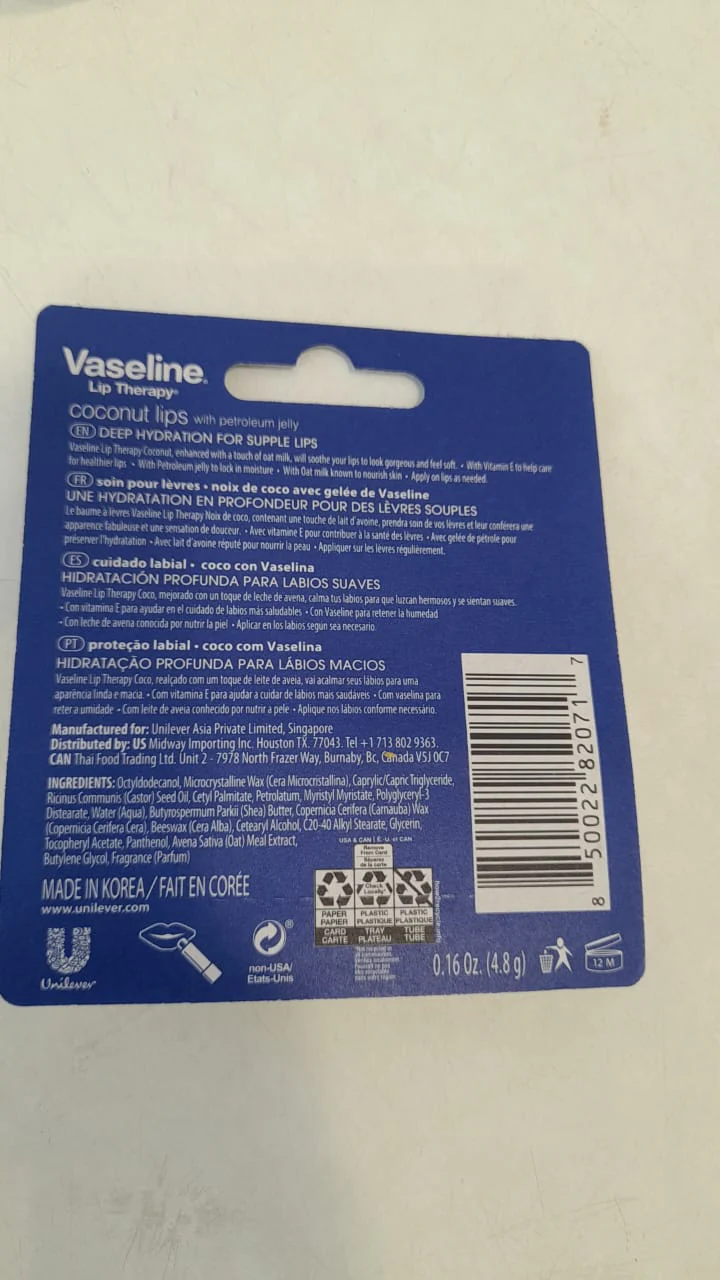 Vaseline®
Lip Therapy®
coconut lips with petroleum jelly
EN DEEP HYDRATION FOR SUPPLE LIPS
Vaseline Lip Therapy Coconut, enhanced with a touch of oat milk, will soothe your lips to look gorgeous and feel soft. • With Vitamin E to help care
for healthier lips • With Petroleum jelly to lock in moisture • With Oat milk known to nourish skin • Apply on lips as needed.
FR soin pour lèvres • noix de coco avec gelée de Vaseline
UNE HYDRATATION EN PROFONDEUR POUR DES LÈVRES SOUPLES
Le baume à lèvres Vaseline Lip Therapy Noix de coco, contenant une touche de lait d'avoine, prendra soin de vos lèvres et leur conférera une
apparence fabuleuse et une sensation de douceur. • Avec vitamine E pour contribuer à la santé des lèvres • Avec gelée de pétrole pour
préserver l'hydratation • Avec lait d'avoine réputé pour nourrir la peau • Appliquer sur les lèvres régulièrement.
ES cuidado labial • coco con Vaselina
HIDRATACIÓN PROFUNDA PARA LABIOS SUAVES
Vaseline Lip Therapy Coco, mejorado con un toque de leche de avena, calma tus labios para que luzcan hermosos y se sientan suaves.
- Con vitamina E para ayudar en el cuidado de labios más saludables • Con Vaseline para retener la humedad
- Con leche de avena conocida por nutrir la piel • Aplicar en los labios según sea necesario.
PT proteção labial • coco com Vaselina
HIDRATAÇÃO PROFUNDA PARA LÁBIOS MACIOS
Vaseline Lip Therapy Coco, realçado com um toque de leite de aveia, vai acalmar seus lábios para uma
aparência linda e macia. • Com vitamina E para ajudar a cuidar de lábios mais saudáveis • Com vaselina para
reter a umidade • Com leite de aveia conhecido por nutrir a pele • Aplique nos lábios conforme necessário.
Manufactured for: Unilever Asia Private Limited, Singapore
Distributed by: US Midway Importing Inc. Houston TX. 77043. Tel +1 713 802 9363.
CAN Thai Food Trading Ltd. Unit 2 - 7978 North Frazer Way, Burnaby, Bc, Canada V5J 0C7
INGREDIENTS: Octyldodecanol, Microcrystalline Wax (Cera Microcristallina), Caprylic/Capric Triglyceride,
Ricinus Communis (Castor) Seed Oil, Cetyl Palmitate, Petrolatum, Myristyl Myristate, Polyglyceryl-3
Distearate, Water (Aqua), Butyrospermum Parkii (Shea) Butter, Copernicia Cerifera (Carnauba) Wax
(Copernicia Cerifera Cera), Beeswax (Cera Alba), Cetearyl Alcohol, C20-40 Alkyl Stearate, Glycerin,
Tocopheryl Acetate, Panthenol, Avena Sativa (Oat) Meal Extract,
Butylene Glycol, Fragrance (Parfum)
USA & CAN | É.-U. et CAN
Remove
From Card
Séparez
de la carte
Check
Locally*
PAPER
PAPIER
PLASTIC
PLASTIQUE
PLASTIC
PLASTIQUE
CARD
CARTE
TRAY
PLATEAU
TUBE
TUBE
MADE IN KOREA / FAIT EN CORÉE
www.unilever.com
Unilever
non-USA/
Etats-Unis
0.16 Oz. (4.8 g)
12 M
8 50022 82071 7